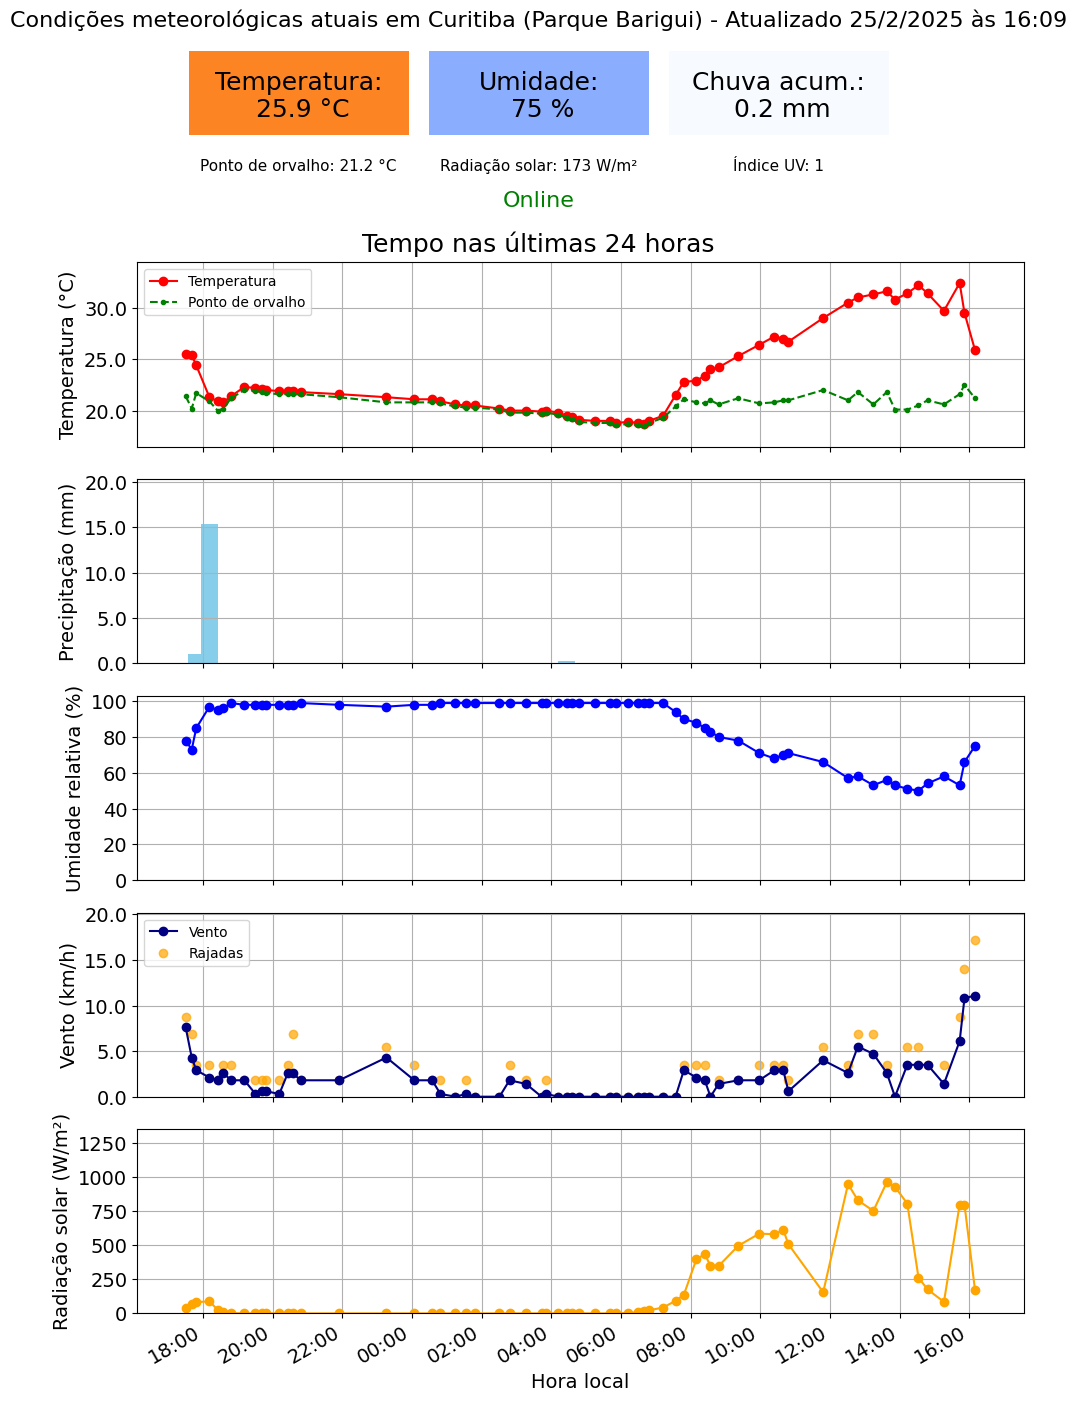 Condições meteorológicas atuais em Curitiba (Parque Barigui) - Atualizado 25/2/2025 às 16:09
Temperatura:
25.9 °C
Umidade:
75 %
Chuva acum.:
0.2 mm
Ponto de orvalho: 21.2 °C
Radiação solar: 173 W/m²
Índice UV: 1
Online
Tempo nas últimas 24 horas
Temperatura (°C)
30.0
25.0
20.0
Temperatura
Ponto de orvalho
Precipitação (mm)
20.0
15.0
10.0
5.0
0.0
Umidade relativa (%)
100
80
60
40
20
0
Vento (km/h)
20.0
15.0
10.0
5.0
0.0
Vento
Rajadas
Radiação solar (W/m²)
1250
1000
750
500
250
0
18:00
20:00
22:00
00:00
02:00
04:00
06:00
08:00
10:00
12:00
14:00
16:00
Hora local